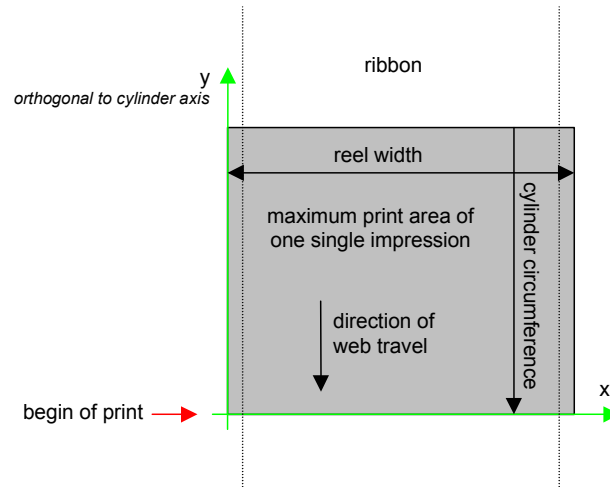 ribbon
y
orthogonal to cylinder axis
reel width
maximum print area of
one single impression
cylinder circumference
direction of
web travel
x
begin of print